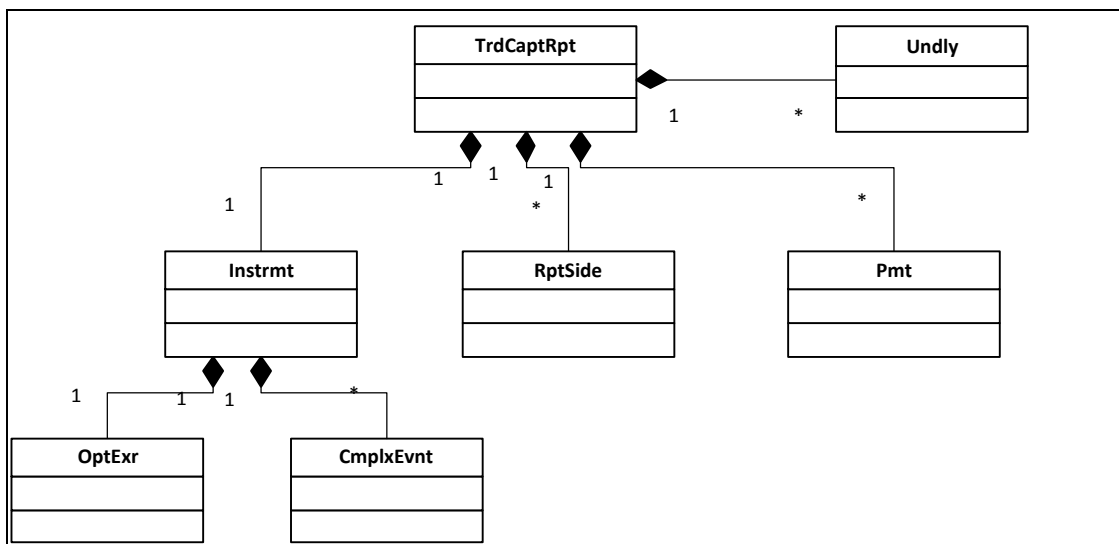 TrdCaptRpt
Undly
1
*
1
1
1
1
*
*
Instrmt
RptSide
Pmt
1
1
1
*
OptExr
CmplxEvnt